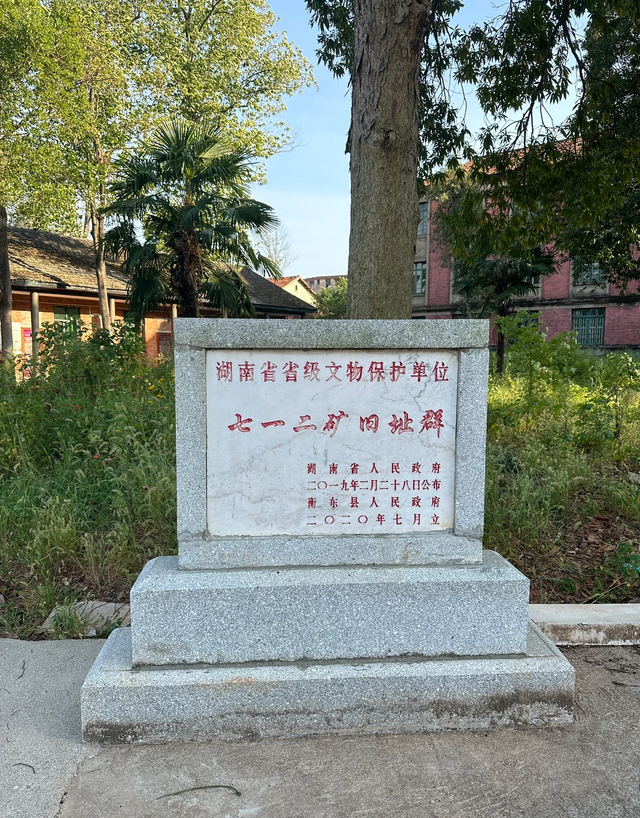 湖南省省级文物保护单位
七一二矿旧址群
湖南省人民政府
二〇一九年二月二十八日公布
衡东县人民政府
二〇二〇年七月立